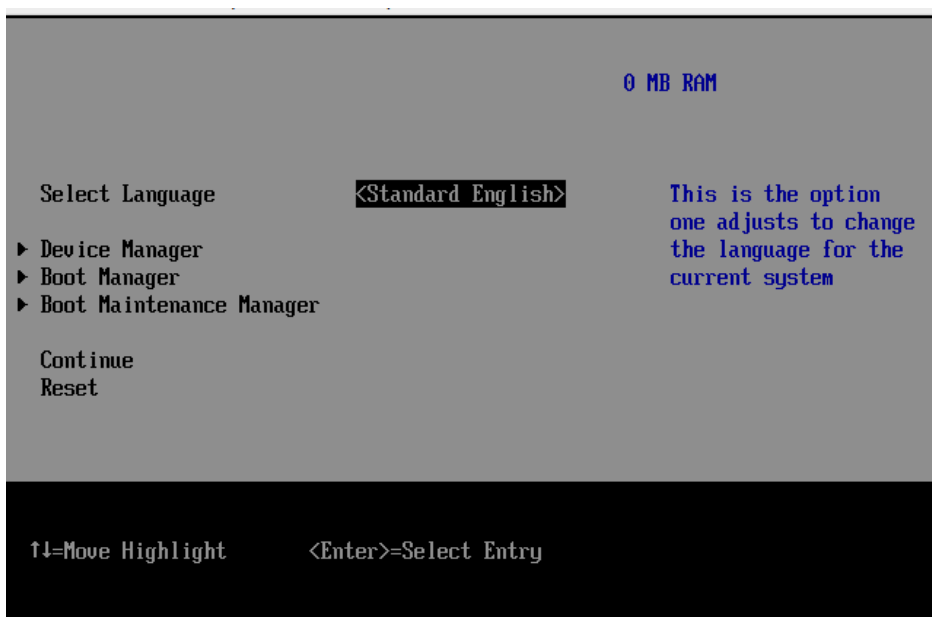 0 MB RAM
Select Language <Standard English> This is the option
one adjusts to change
▶ Device Manager the language for the
▶ Boot Manager current system
▶ Boot Maintenance Manager
Continue
Reset
↑↓=Move Highlight <Enter>=Select Entry